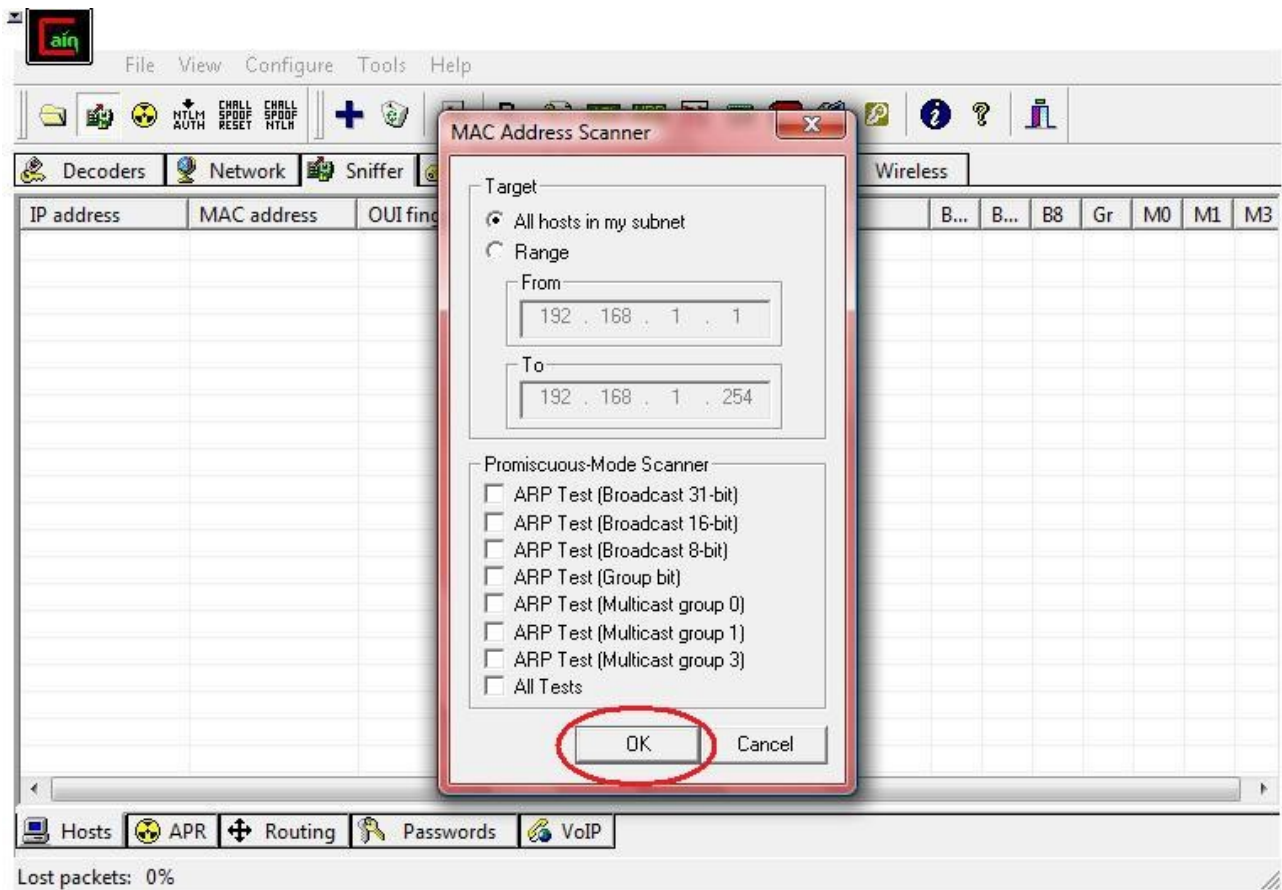 Cain
File View Configure Tools Help
NTLM AUTH CHALL SPOOF RESET CHALL SPOOF NTLM
MAC Address Scanner
Decoders Network Sniffer Wireless
IP address MAC address OUI fing B... B... B8 Gr M0 M1 M3
Target
All hosts in my subnet
Range
From
192 . 168 . 1 . 1
To
192 . 168 . 1 . 254
Promiscuous-Mode Scanner
ARP Test (Broadcast 31-bit)
ARP Test (Broadcast 16-bit)
ARP Test (Broadcast 8-bit)
ARP Test (Group bit)
ARP Test (Multicast group 0)
ARP Test (Multicast group 1)
ARP Test (Multicast group 3)
All Tests
OK Cancel
Hosts APR Routing Passwords VoIP
Lost packets: 0%